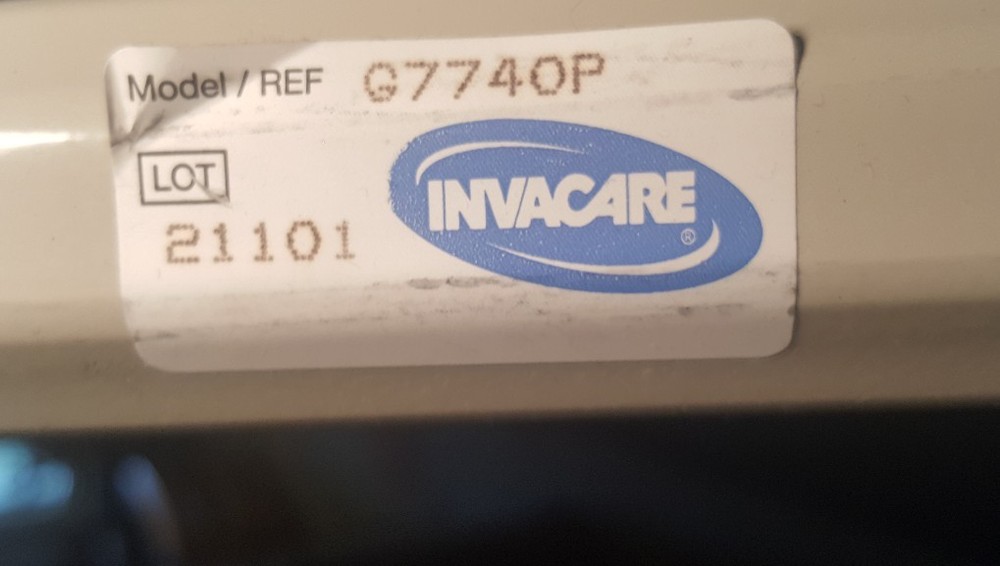 Model / REF G7740P
LOT
21101
INVACARE®